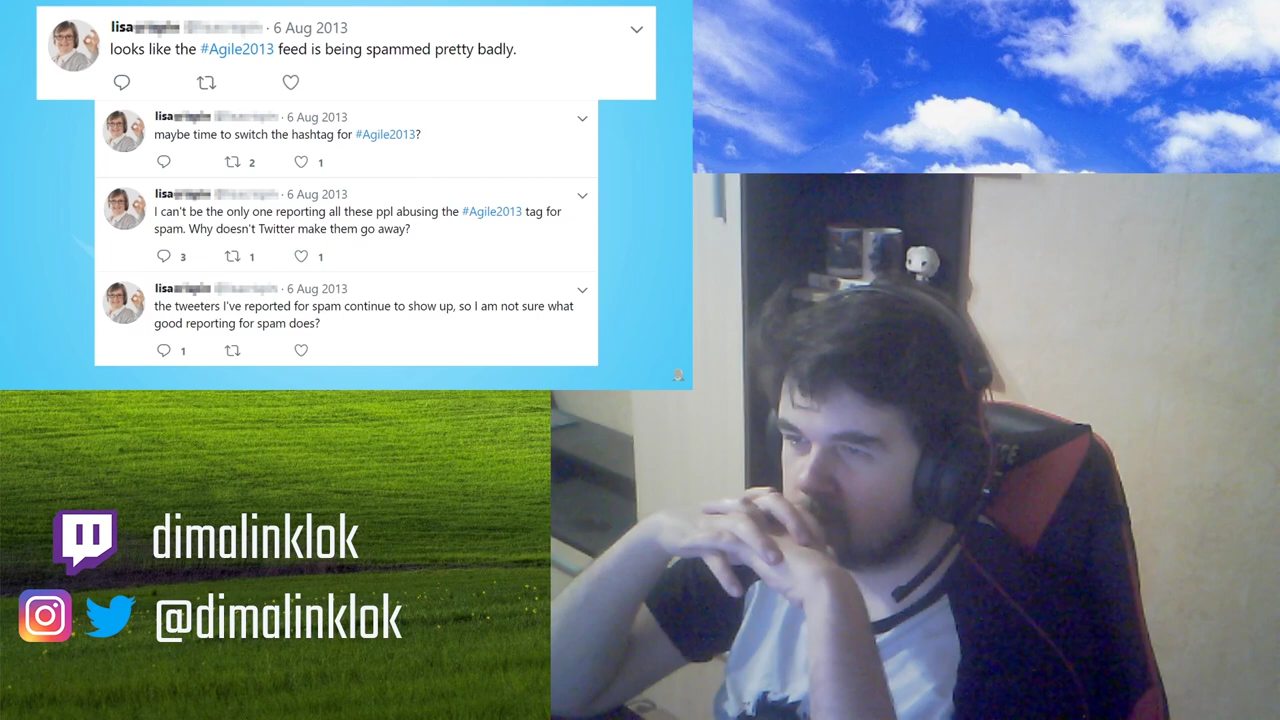 lisa · 6 Aug 2013
looks like the #Agile2013 feed is being spammed pretty badly.
lisa · 6 Aug 2013
maybe time to switch the hashtag for #Agile2013?
2 1
lisa · 6 Aug 2013
I can't be the only one reporting all these ppl abusing the #Agile2013 tag for
spam. Why doesn't Twitter make them go away?
3 1 1
lisa · 6 Aug 2013
the tweeters I've reported for spam continue to show up, so I am not sure what
good reporting for spam does?
1
dimalinklok
@dimalinklok